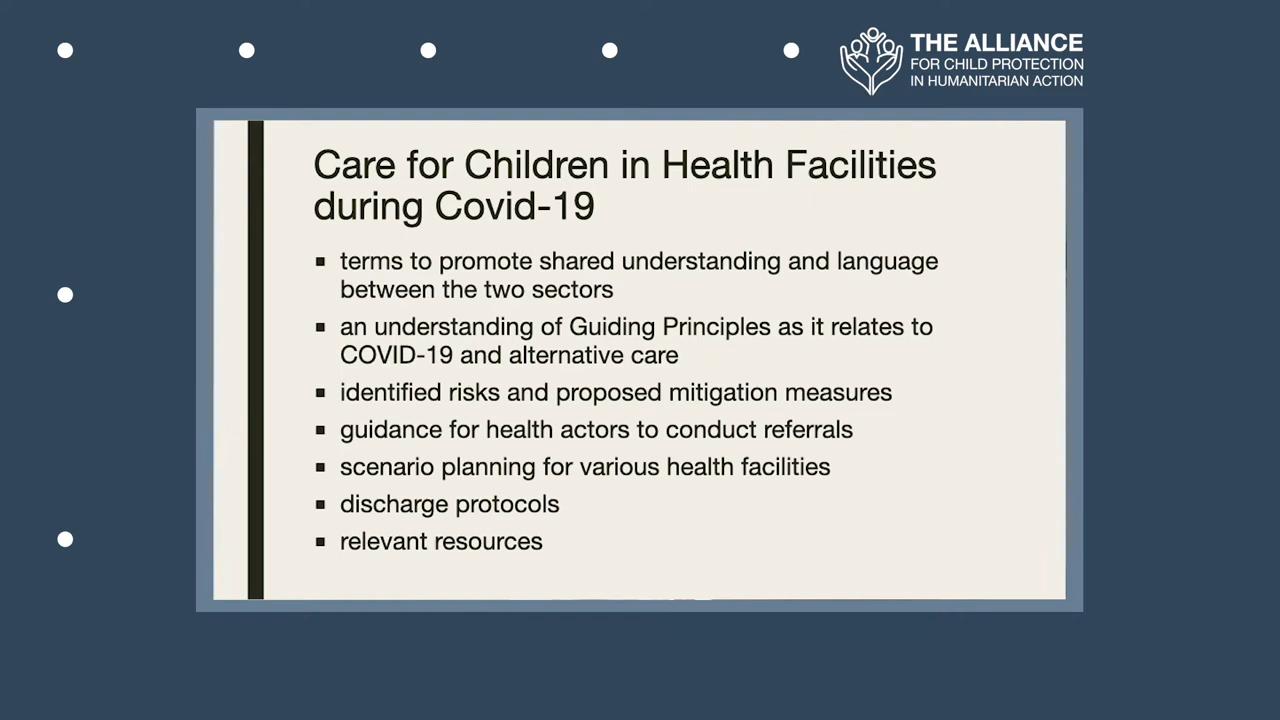 THE ALLIANCE
FOR CHILD PROTECTION
IN HUMANITARIAN ACTION
Care for Children in Health Facilities
during Covid-19
▪ terms to promote shared understanding and language
between the two sectors
▪ an understanding of Guiding Principles as it relates to
COVID-19 and alternative care
▪ identified risks and proposed mitigation measures
▪ guidance for health actors to conduct referrals
▪ scenario planning for various health facilities
▪ discharge protocols
▪ relevant resources